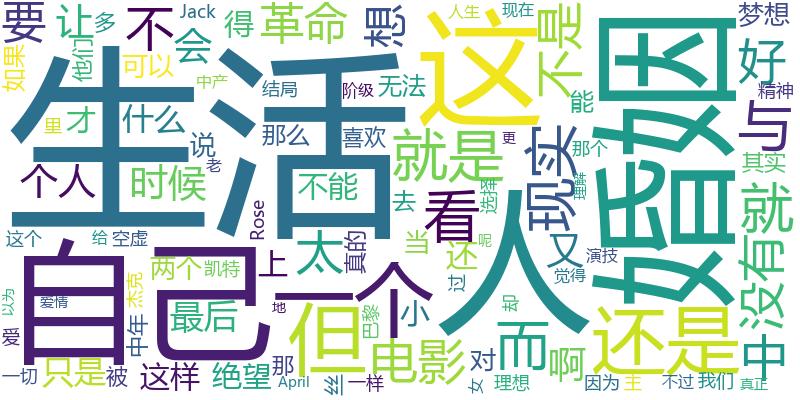 要 让 多 Jack 得 革命 想 这 不是 婚姻 梦想
如果 他们 不 会 人生 现在 好
可以 中产 结局 阶级 无法 能 精神
里 才 什么 说 那么 喜欢 就是 更 现实 那个 与
生活 老 其实
个人 时候 不能 去 看 选择 理解 就
这个 给 空虚 Rose 太 真的 当 还 又 演技 没有
自己 两个 凯特 上 一个 人 过 呢 觉得
以为 爱情 杰克 最后 地 但 巴黎 小 却 还是
爱 中年 那 电影 对 而 啊 中
一切 只是 被 这样 绝望 April 丝 一样 女 理想 因为 主 不过 我们 真正